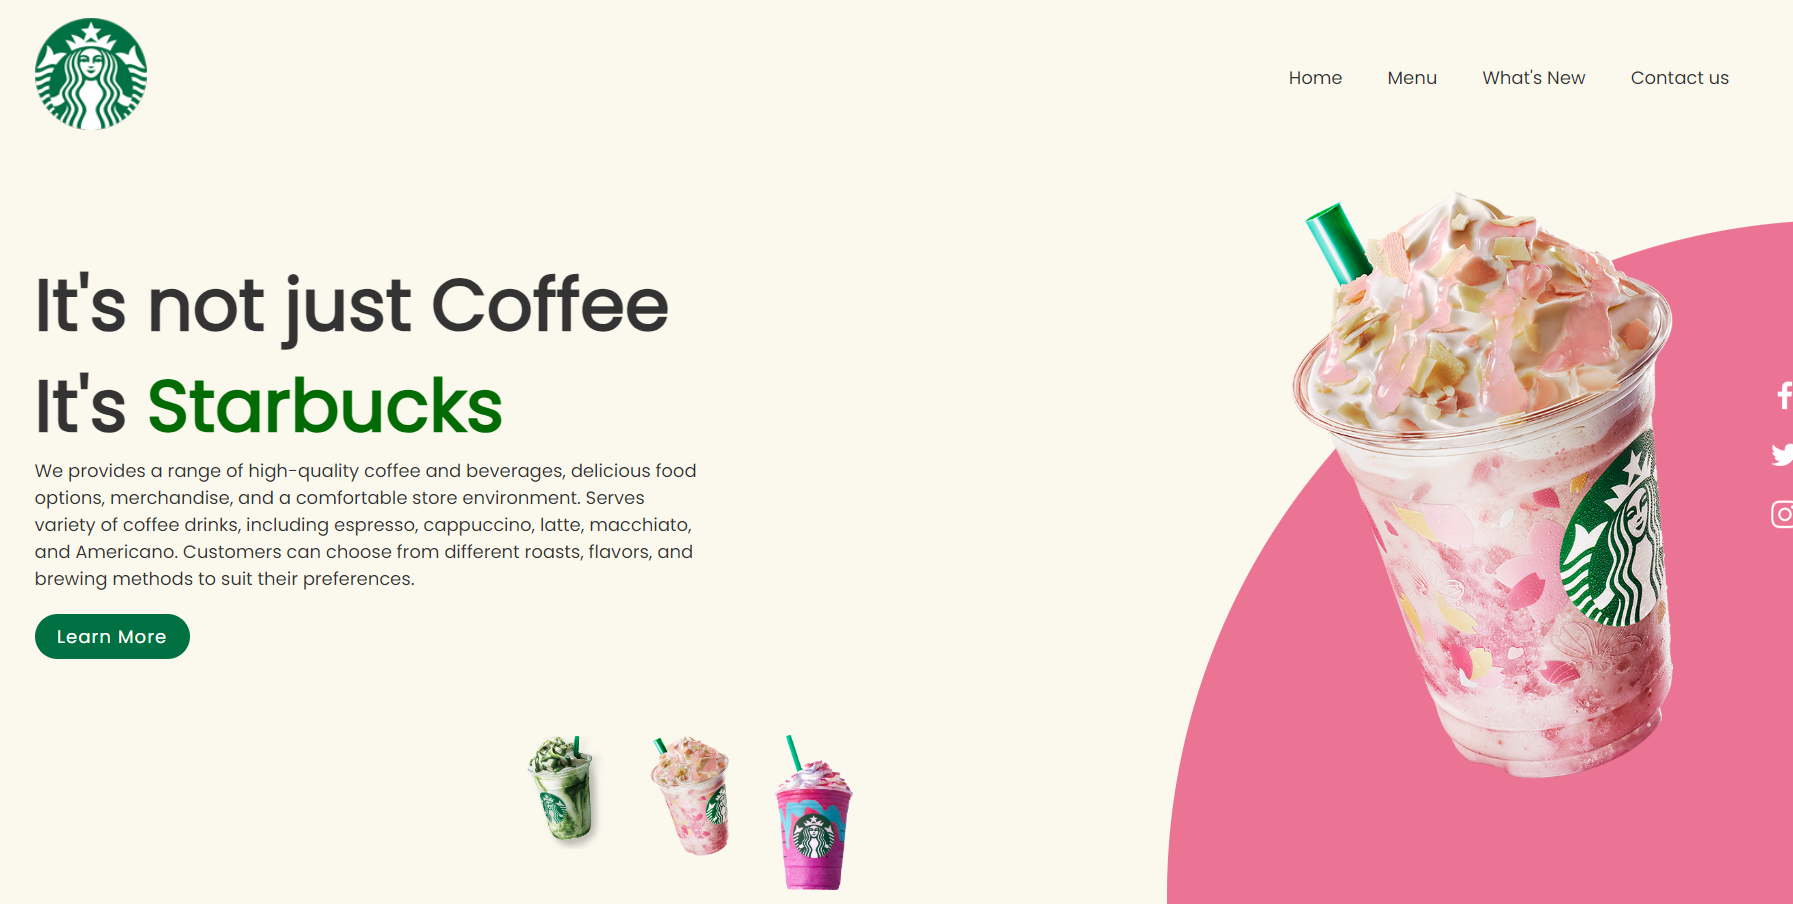 Home Menu What's New Contact us
It's not just Coffee
It's Starbucks
We provides a range of high-quality coffee and beverages, delicious food
options, merchandise, and a comfortable store environment. Serves
variety of coffee drinks, including espresso, cappuccino, latte, macchiato,
and Americano. Customers can choose from different roasts, flavors, and
brewing methods to suit their preferences.
Learn More